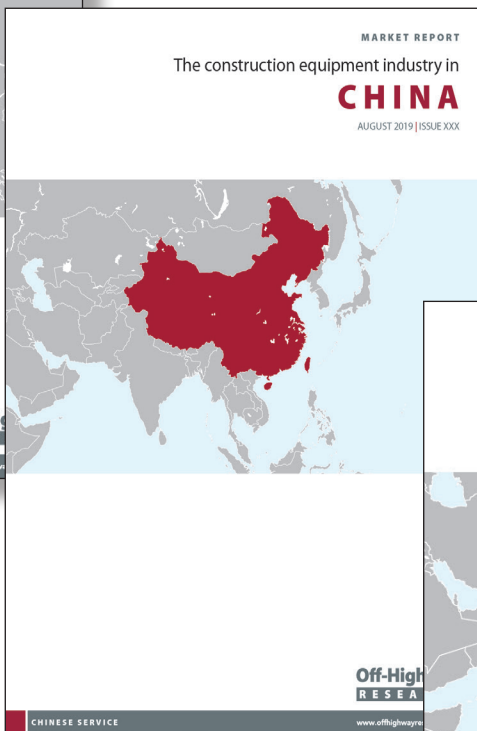 MARKET REPORT
The construction equipment industry in
CHINA
AUGUST 2019 | ISSUE XXX
Off-High
RESEA
CHINESE SERVICE
www.offhighwayre